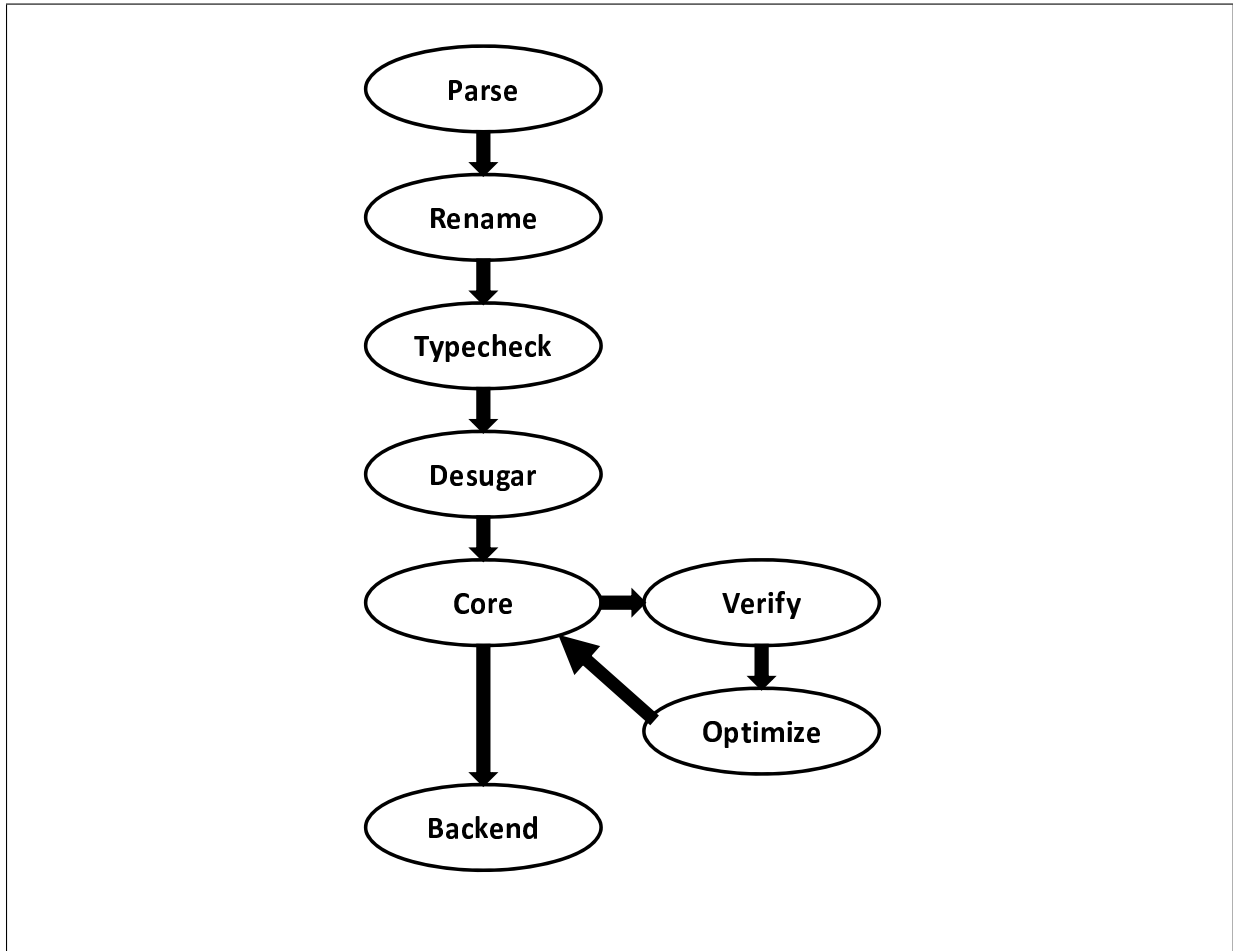 Parse
Rename
Typecheck
Desugar
Core
Verify
Optimize
Backend